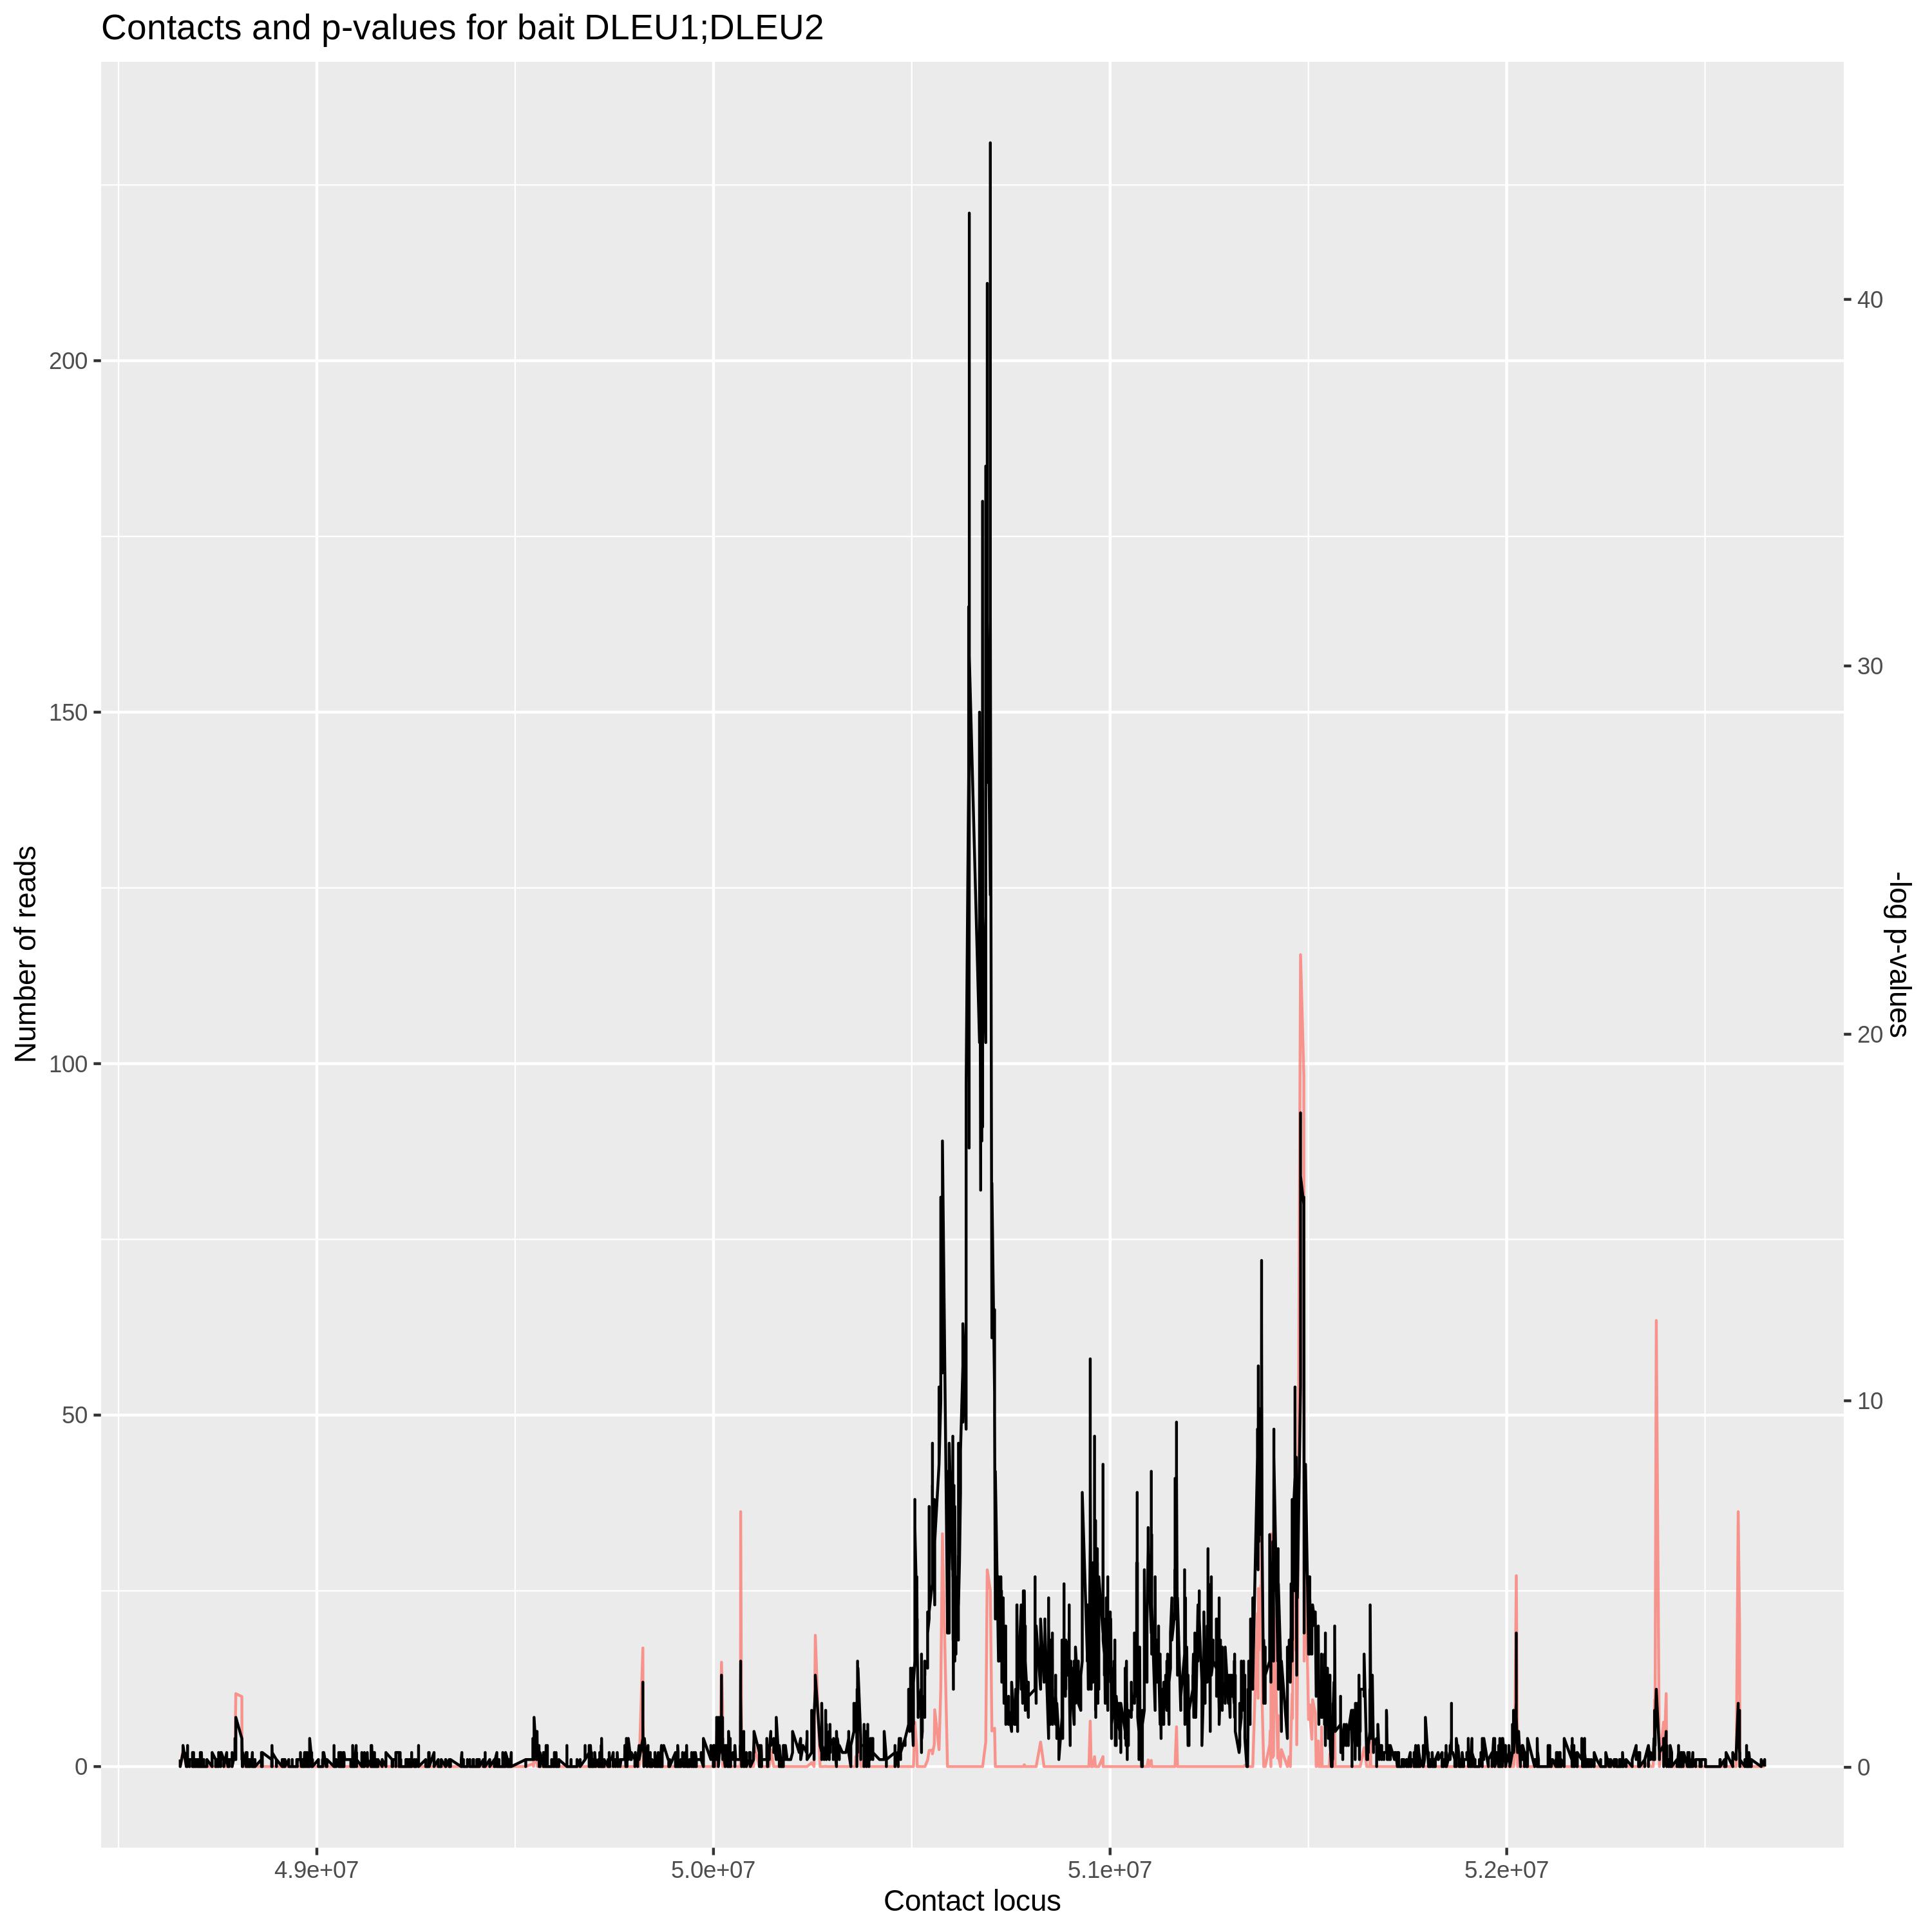 Contacts and p-values for bait DLEU1;DLEU2
Number of reads
200
150
100
50
0
-log p-values
40
30
20
10
0
4.9e+07
5.0e+07
5.1e+07
5.2e+07
Contact locus